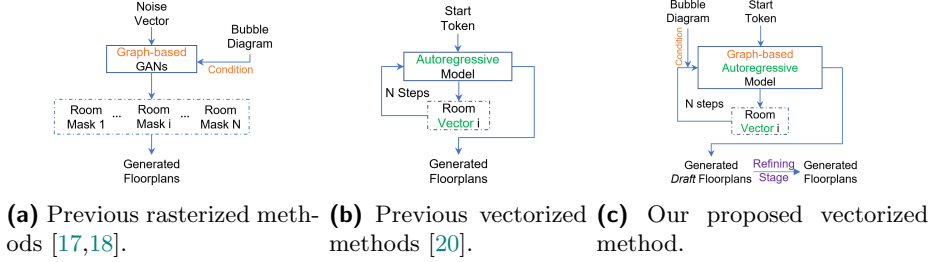 Noise
Vector
Bubble
Diagram
Graph-based
GANs
Condition
Room
Mask 1
...
Room
Mask i
...
Room
Mask N
Generated
Floorplans
(a) Previous rasterized meth-
ods [17,18].
Start
Token
Autoregressive
Model
N Steps
Room
Vector i
Generated
Floorplans
(b) Previous vectorized
methods [20].
Bubble
Diagram
Start
Token
Condition
Graph-based
Autoregressive
Model
N steps
Room
Vector i
Generated
Draft Floorplans
Refining
Stage
Generated
Floorplans
(c) Our proposed vectorized
method.